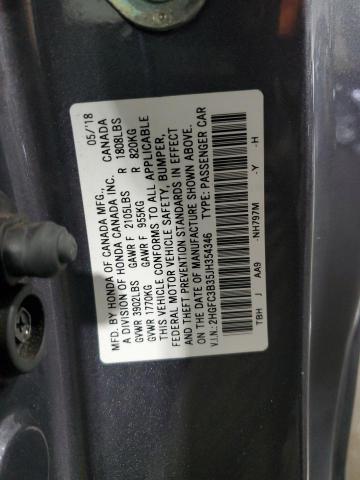 MFD. BY HONDA OF CANADA MFG., 05/'18
A DIVISION OF HONDA CANADA INC. CANADA
GVWR 3902LBS GAWR F 2105LBS R 1808LBS
GVWR 1770KG GAWR F 955KG R 820KG
THIS VEHICLE CONFORMS TO ALL APPLICABLE
FEDERAL MOTOR VEHICLE SAFETY, BUMPER,
AND THEFT PREVENTION STANDARDS IN EFFECT
ON THE DATE OF MANUFACTURE SHOWN ABOVE.
V.I.N.:2HGFC3B35JH354346 TYPE: PASSENGER CAR
TBH J AA9 -NH797M -Y -H